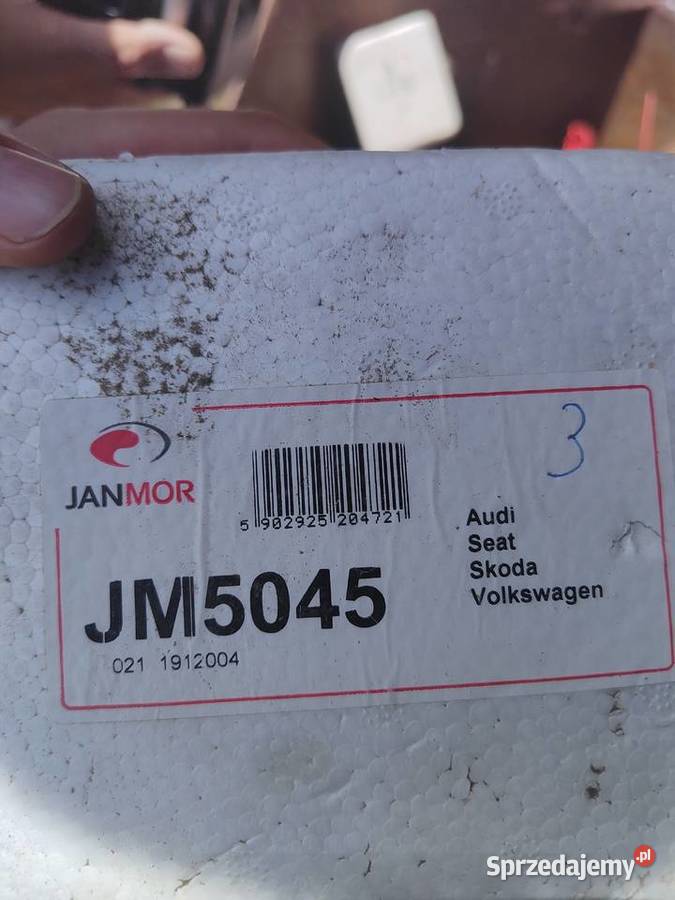 3
JANMOR
5 902925 204721
Audi
Seat
Skoda
Volkswagen
JM5045
021 1912004
Sprzedajemy.pl